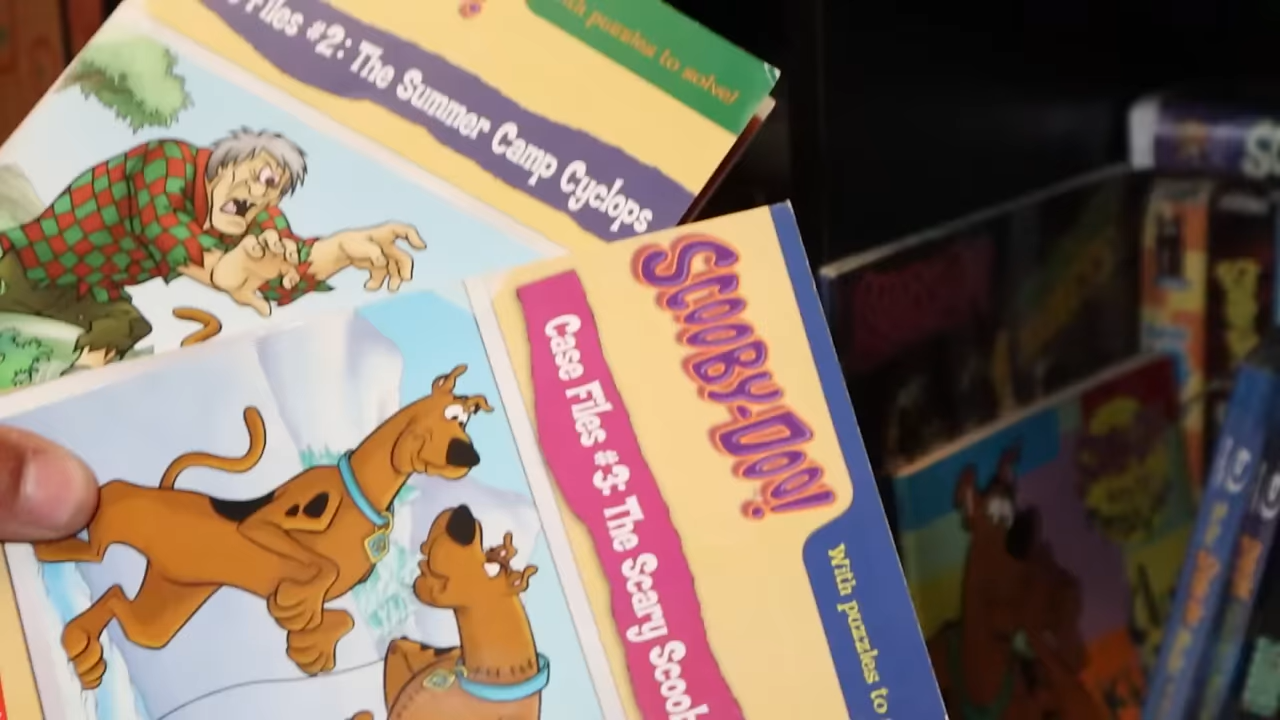 with puzzles to solve!
Files #2: The Summer Camp Cyclops
SCOOBY-DOO!
Case Files #3: The Scary
With puzzles to